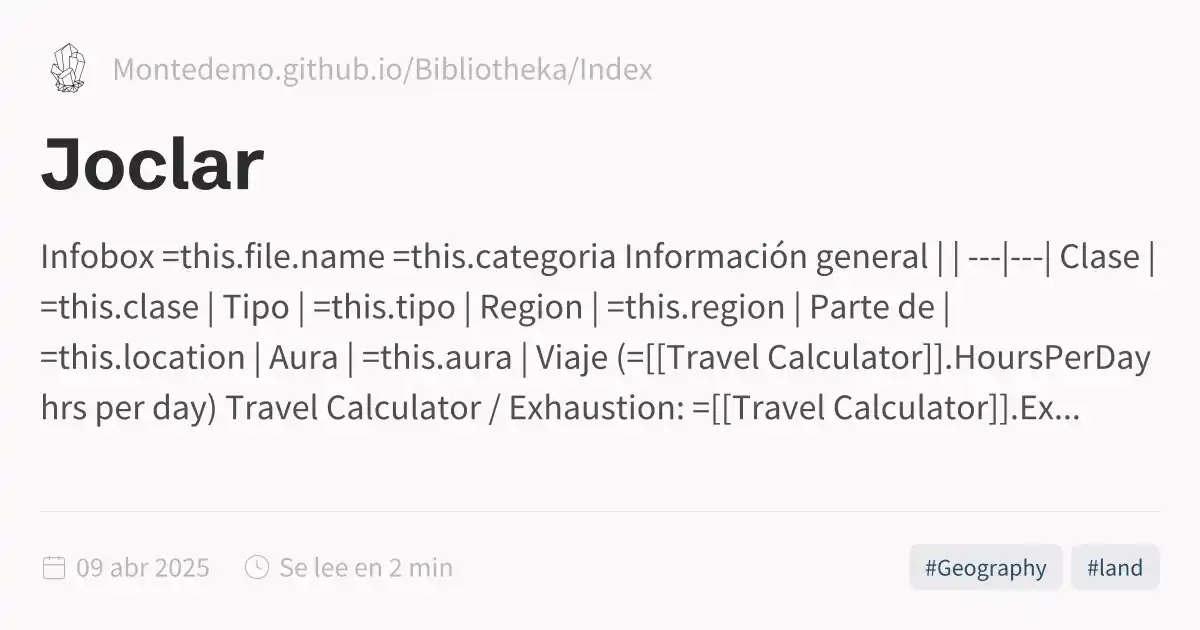 Montedemo.github.io/Bibliotheka/Index
Joclar
Infobox =this.file.name =this.categoria Información general | | ---|---| Clase |
=this.clase | Tipo | =this.tipo | Region | =this.region | Parte de |
=this.location | Aura | =this.aura | Viaje (=[[Travel Calculator]].HoursPerDay
hrs per day) Travel Calculator / Exhaustion: =[[Travel Calculator]].Ex...
09 abr 2025 Se lee en 2 min #Geography #land